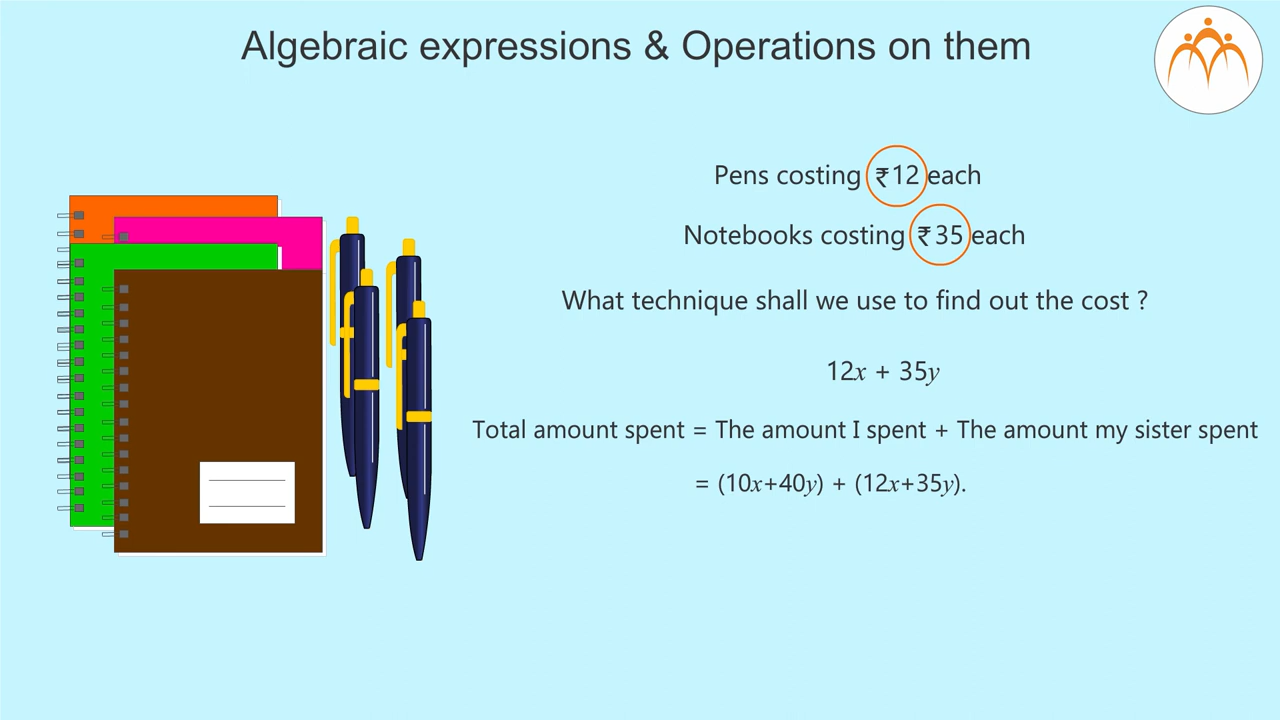 Algebraic expressions & Operations on them
Pens costing ₹12 each
Notebooks costing ₹35 each
What technique shall we use to find out the cost ?
12x + 35y
Total amount spent = The amount I spent + The amount my sister spent
= (10x+40y) + (12x+35y).